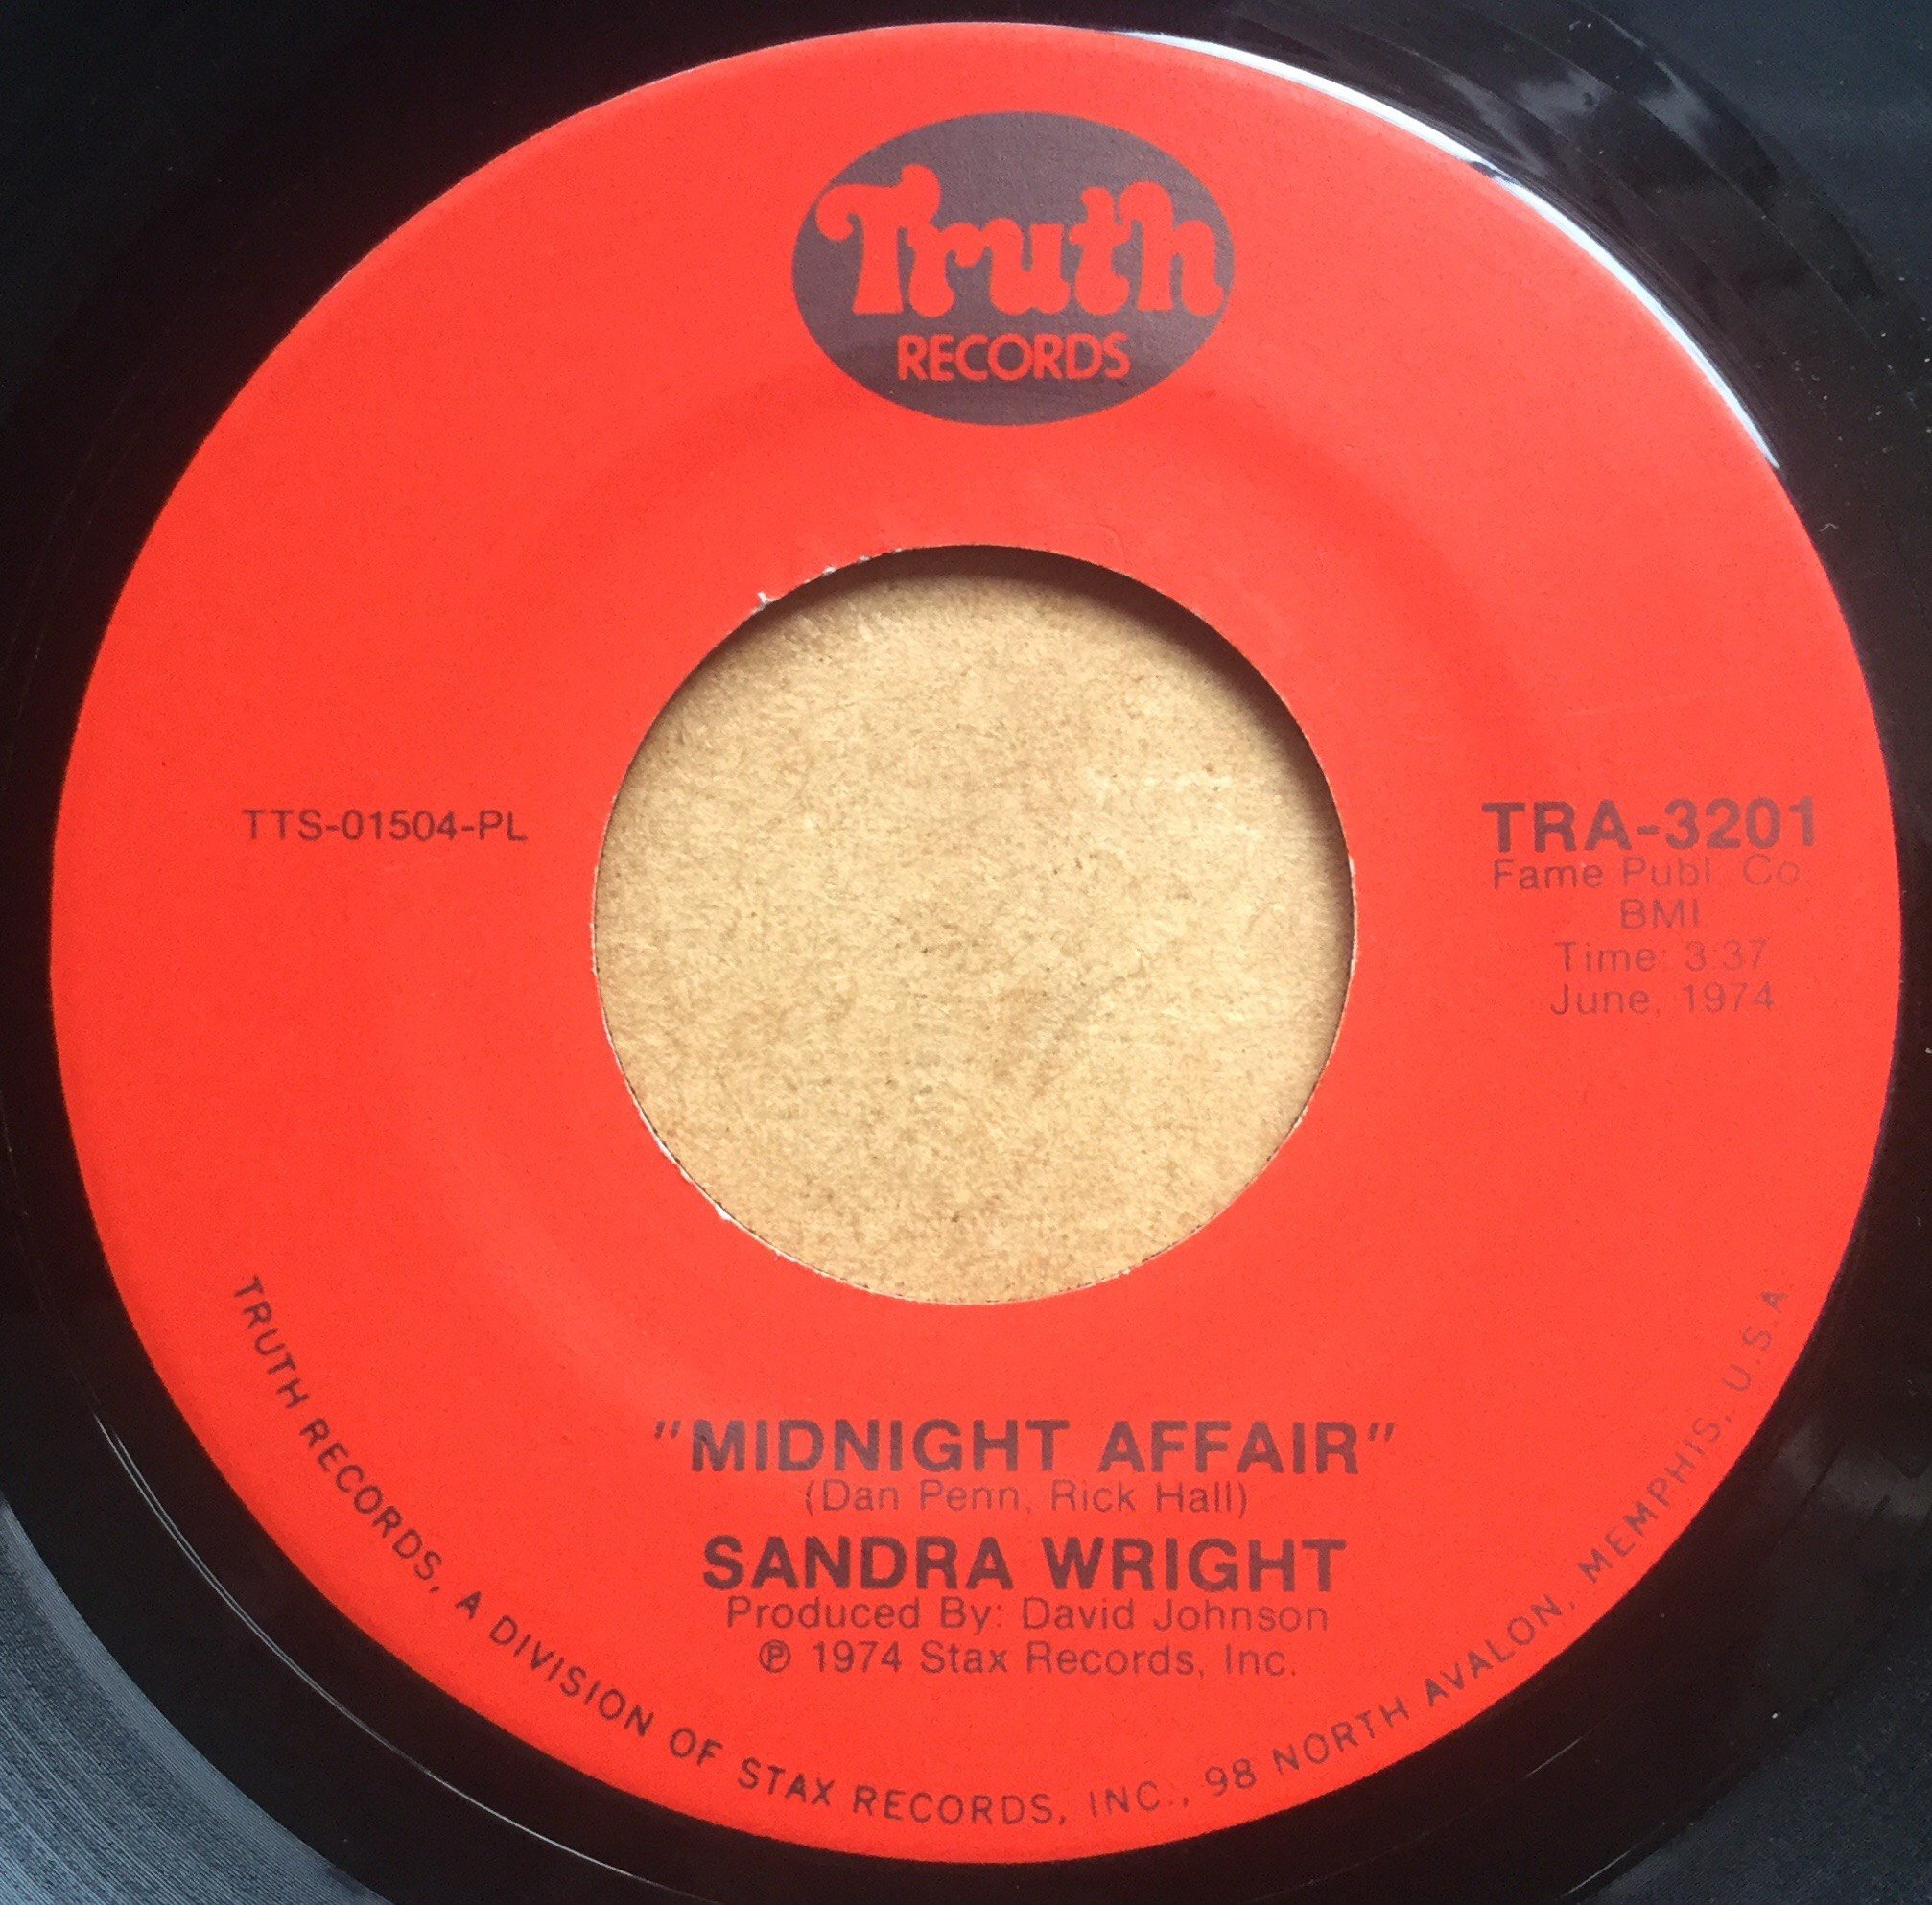 Truth
RECORDS
TTS-01504-PL
TRA-3201
Fame Publ. Co.
BMI
Time: 3:37
June, 1974
"MIDNIGHT AFFAIR"
(Dan Penn, Rick Hall)
SANDRA WRIGHT
Produced By: David Johnson
℗ 1974 Stax Records, Inc.
TRUTH RECORDS, A DIVISION OF STAX RECORDS, INC., 98 NORTH AVALON, MEMPHIS, U.S.A